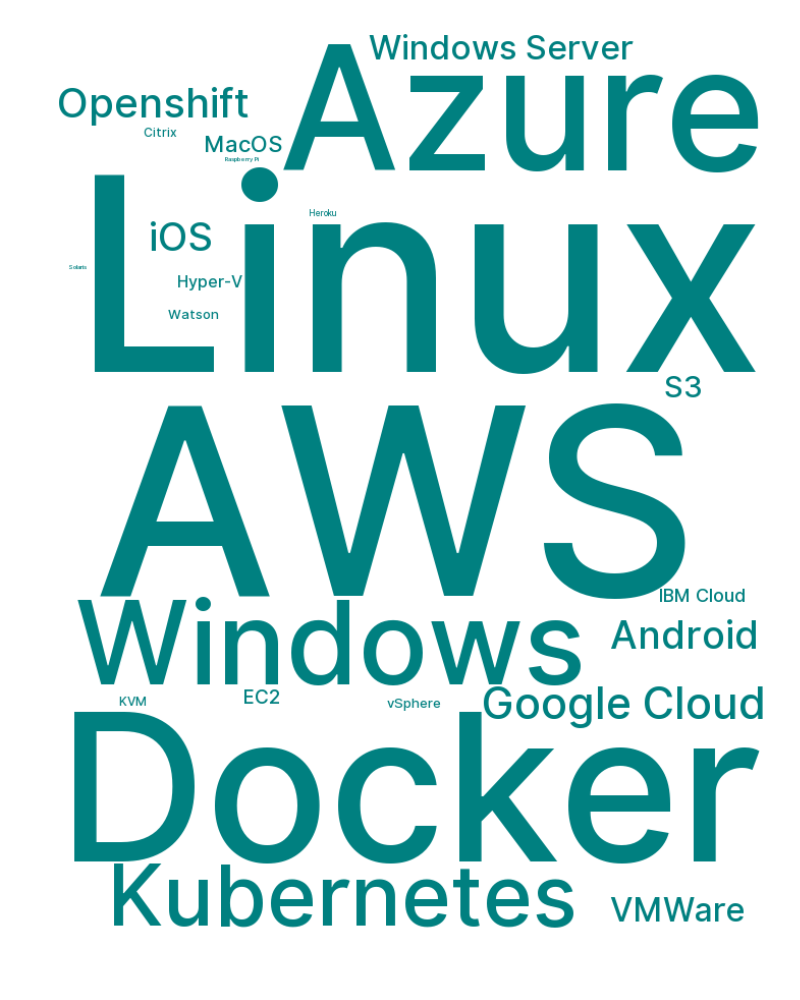 Windows Server
Azure
Openshift
Citrix
MacOS
Raspberry Pi
Linux
Heroku
iOS
Solaris
Hyper-V
Watson
S3
AWS
IBM Cloud
Windows
Android
Google Cloud
EC2
KVM
vSphere
Docker
Kubernetes
VMWare